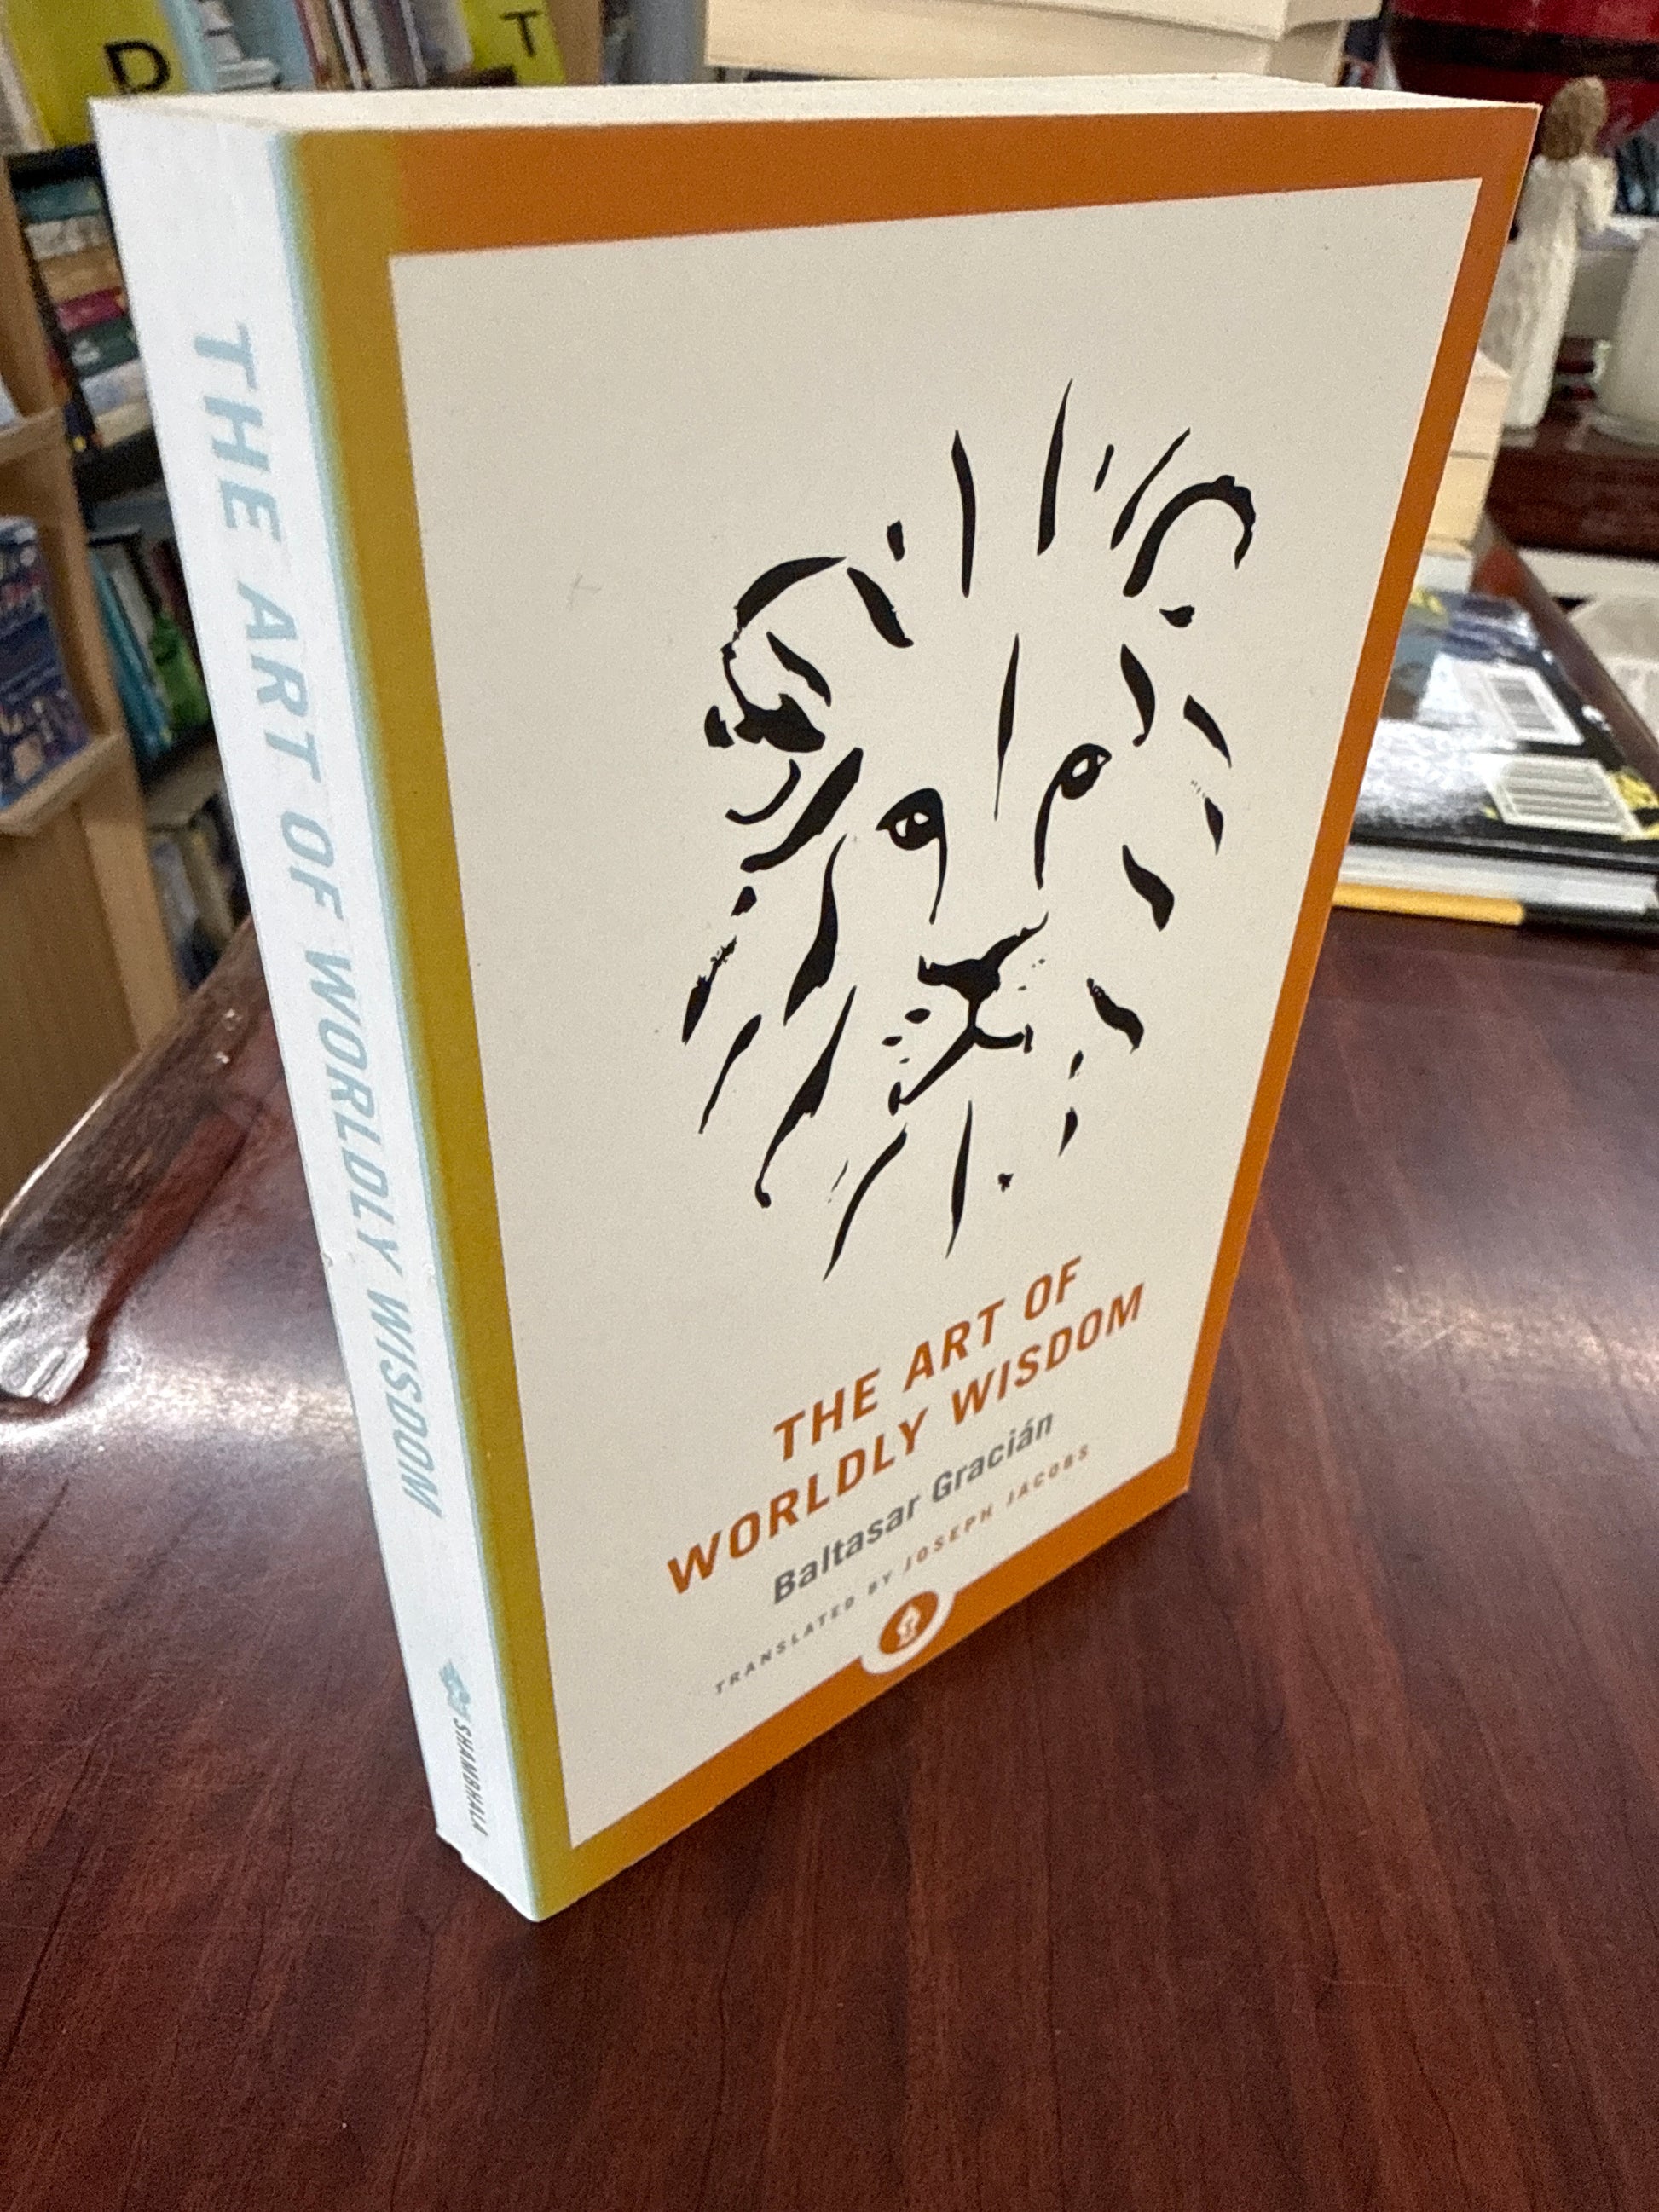 D
T
THE ART OF WORLDLY WISDOM
SHAMBHALA
THE ART OF
WORLDLY WISDOM
Baltasar Gracián
TRANSLATED BY JOSEPH JACOBS